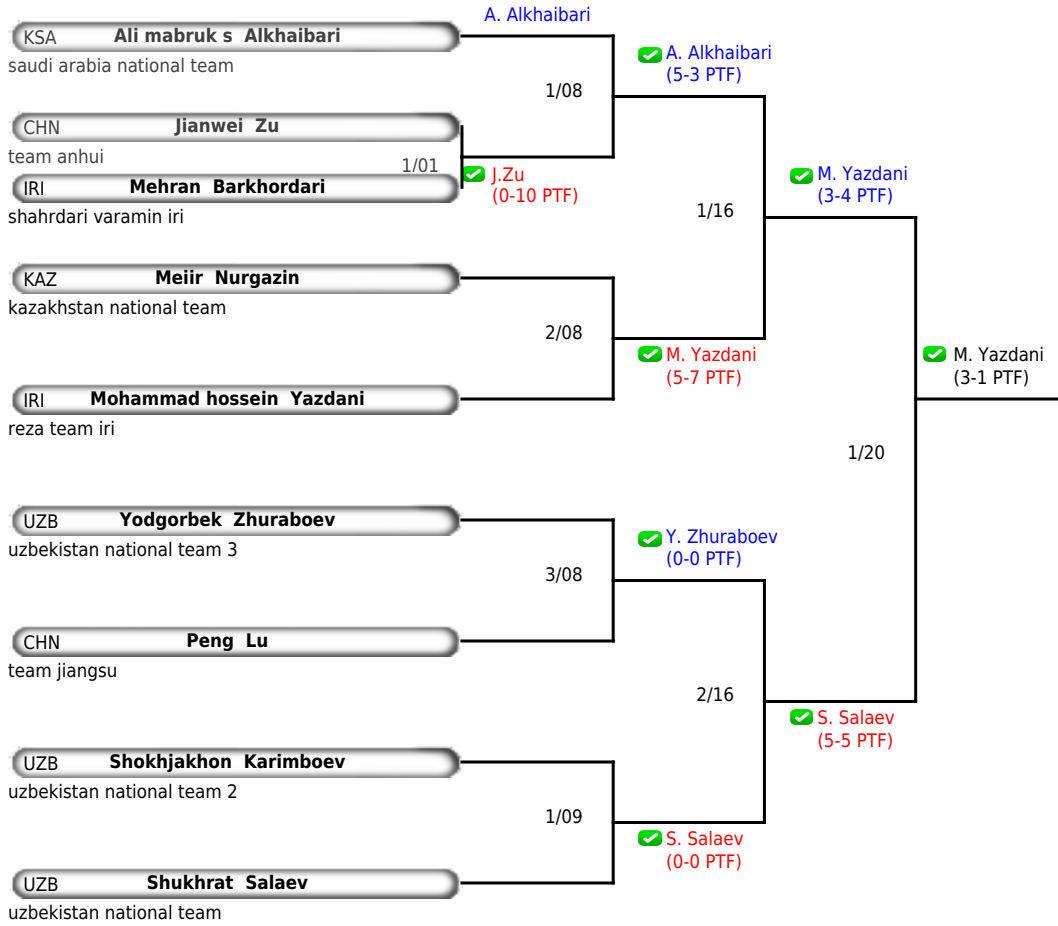 A. Alkhaibari
KSA Ali mabruk s Alkhaibari
saudi arabia national team
A. Alkhaibari
(5-3 PTF)
1/08
CHN Jianwei Zu
team anhui
1/01
J.Zu
(0-10 PTF)
IRI Mehran Barkhordari
shahrdari varamin iri
M. Yazdani
(3-4 PTF)
1/16
KAZ Meiir Nurgazin
kazakhstan national team
2/08
M. Yazdani
(5-7 PTF)
M. Yazdani
(3-1 PTF)
IRI Mohammad hossein Yazdani
reza team iri
1/20
UZB Yodgorbek Zhuraboev
uzbekistan national team 3
Y. Zhuraboev
(0-0 PTF)
3/08
CHN Peng Lu
team jiangsu
2/16
S. Salaev
(5-5 PTF)
UZB Shokhjakhon Karimboev
uzbekistan national team 2
1/09
S. Salaev
(0-0 PTF)
UZB Shukhrat Salaev
uzbekistan national team